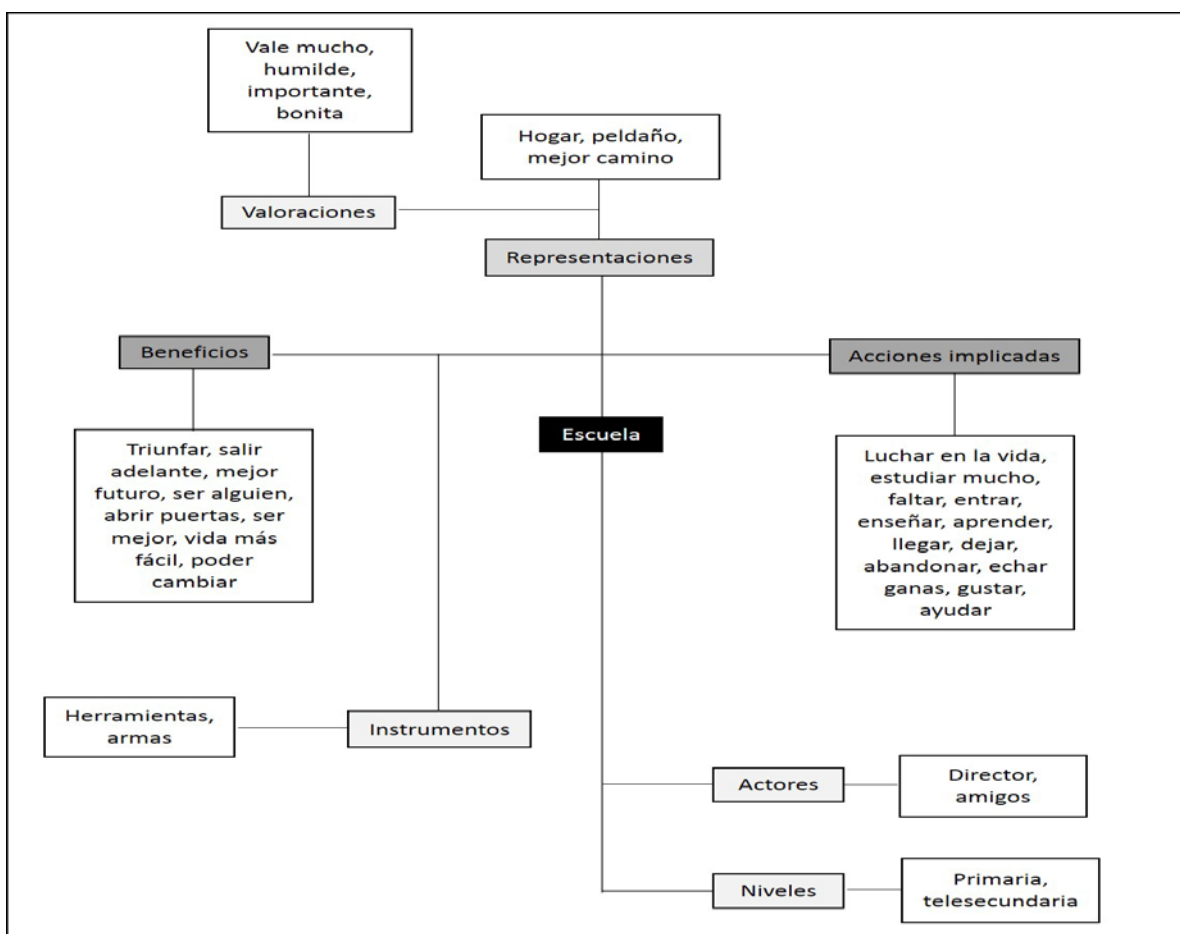 Vale mucho,
humilde,
importante,
bonita
Hogar, peldaño,
mejor camino
Valoraciones
Representaciones
Beneficios
Acciones implicadas
Escuela
Triunfar, salir
adelante, mejor
futuro, ser alguien,
abrir puertas, ser
mejor, vida más
fácil, poder
cambiar
Luchar en la vida,
estudiar mucho,
faltar, entrar,
enseñar, aprender,
llegar, dejar,
abandonar, echar
ganas, gustar,
ayudar
Herramientas,
armas
Instrumentos
Actores
Director,
amigos
Niveles
Primaria,
telesecundaria